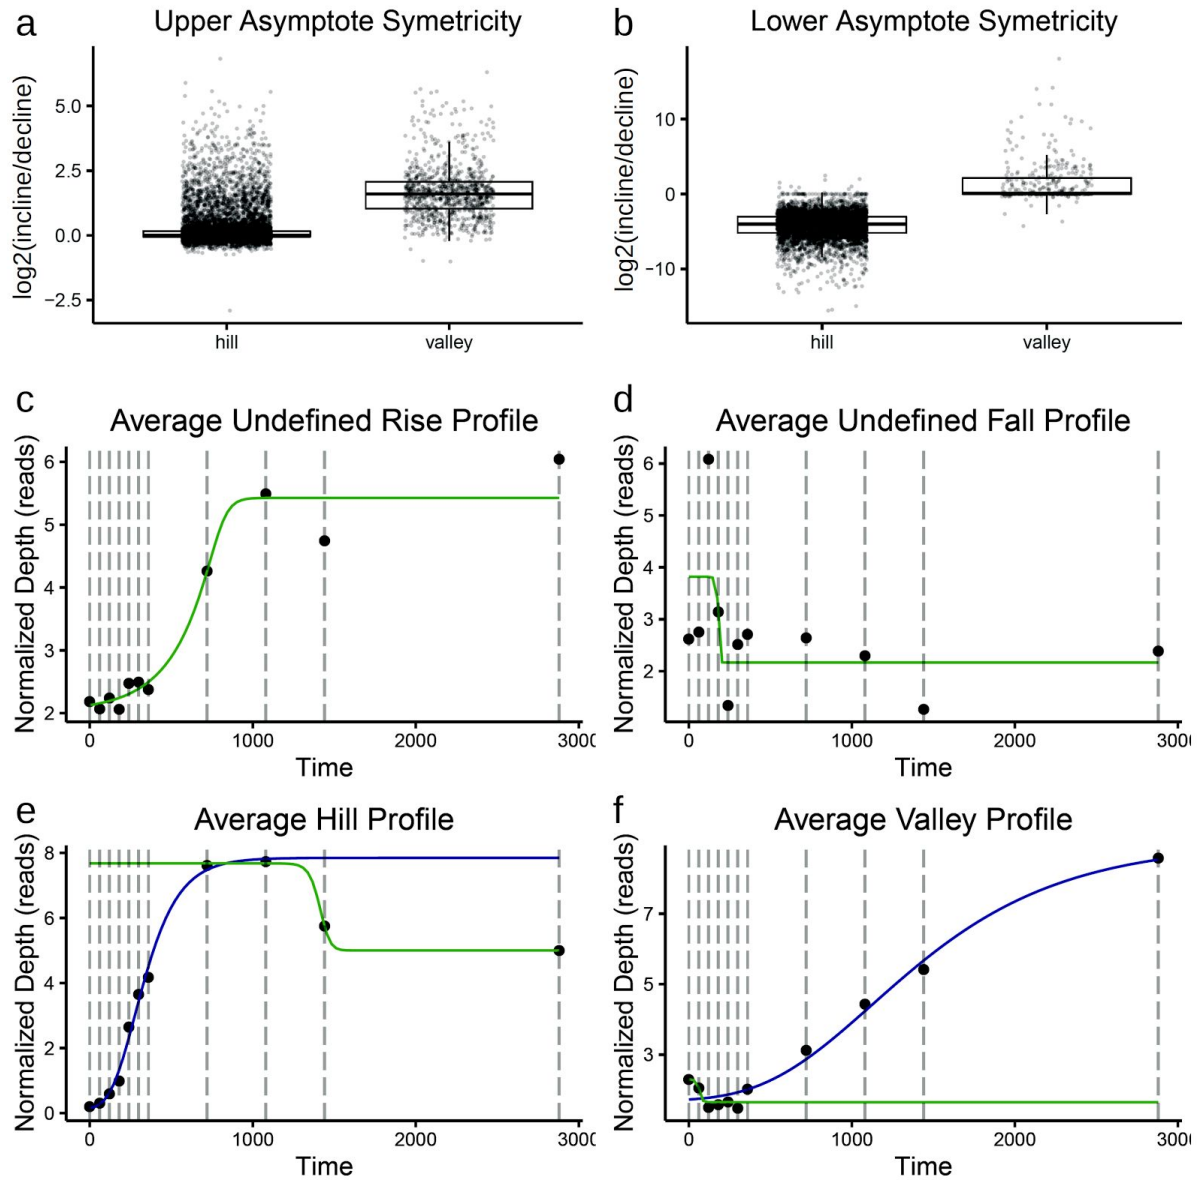 a
Upper Asymptote Symetricity
log2(incline/decline)
5.0
2.5
0.0
−2.5
hill
valley
b
Lower Asymptote Symetricity
log2(incline/decline)
10
0
−10
hill
valley
c
Average Undefined Rise Profile
Normalized Depth (reads)
6
5
4
3
2
0
1000
2000
3000
Time
d
Average Undefined Fall Profile
Normalized Depth (reads)
6
5
4
3
2
0
1000
2000
3000
Time
e
Average Hill Profile
Normalized Depth (reads)
8
6
4
2
0
0
1000
2000
3000
Time
f
Average Valley Profile
Normalized Depth (reads)
7
5
3
0
1000
2000
3000
Time